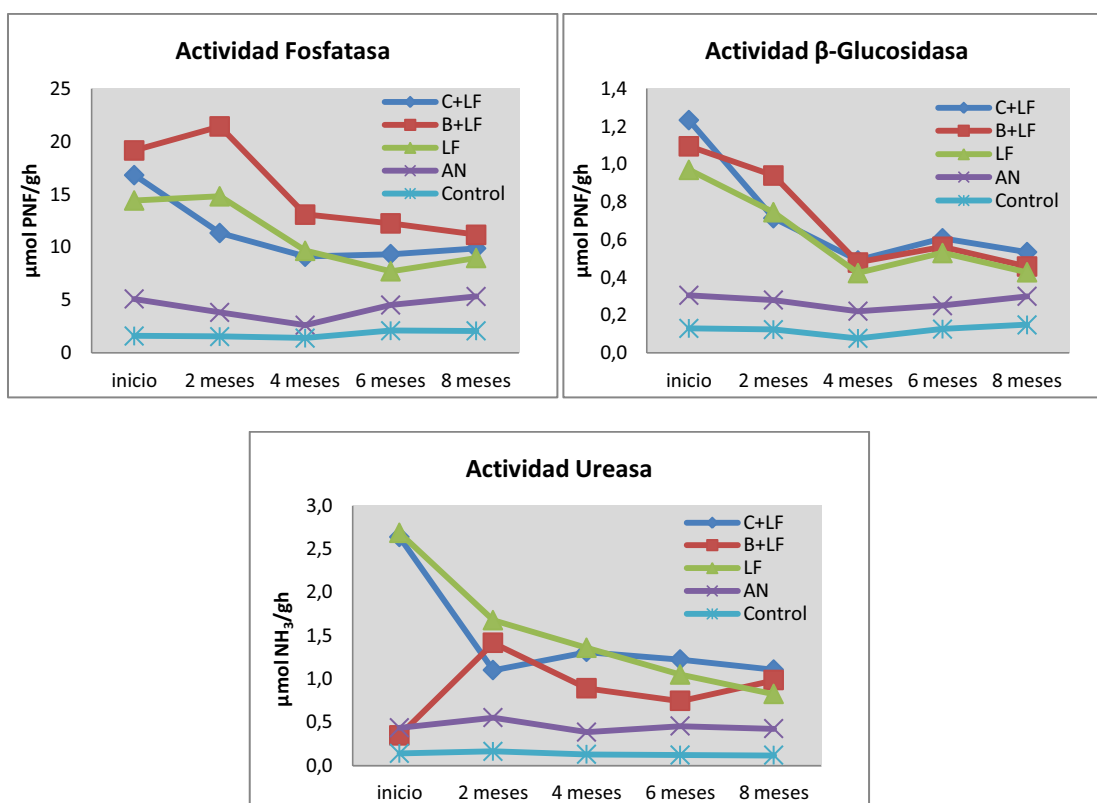 Actividad Fosfatasa
µmol PNF/gh
25
20
15
10
5
0
C+LF
B+LF
LF
AN
Control
inicio 2 meses 4 meses 6 meses 8 meses
Actividad β-Glucosidasa
µmol PNF/gh
1,4
1,2
1,0
0,8
0,6
0,4
0,2
0,0
C+LF
B+LF
LF
AN
Control
inicio 2 meses 4 meses 6 meses 8 meses
Actividad Ureasa
µmol NH₃/gh
3,0
2,5
2,0
1,5
1,0
0,5
0,0
C+LF
B+LF
LF
AN
Control
inicio 2 meses 4 meses 6 meses 8 meses